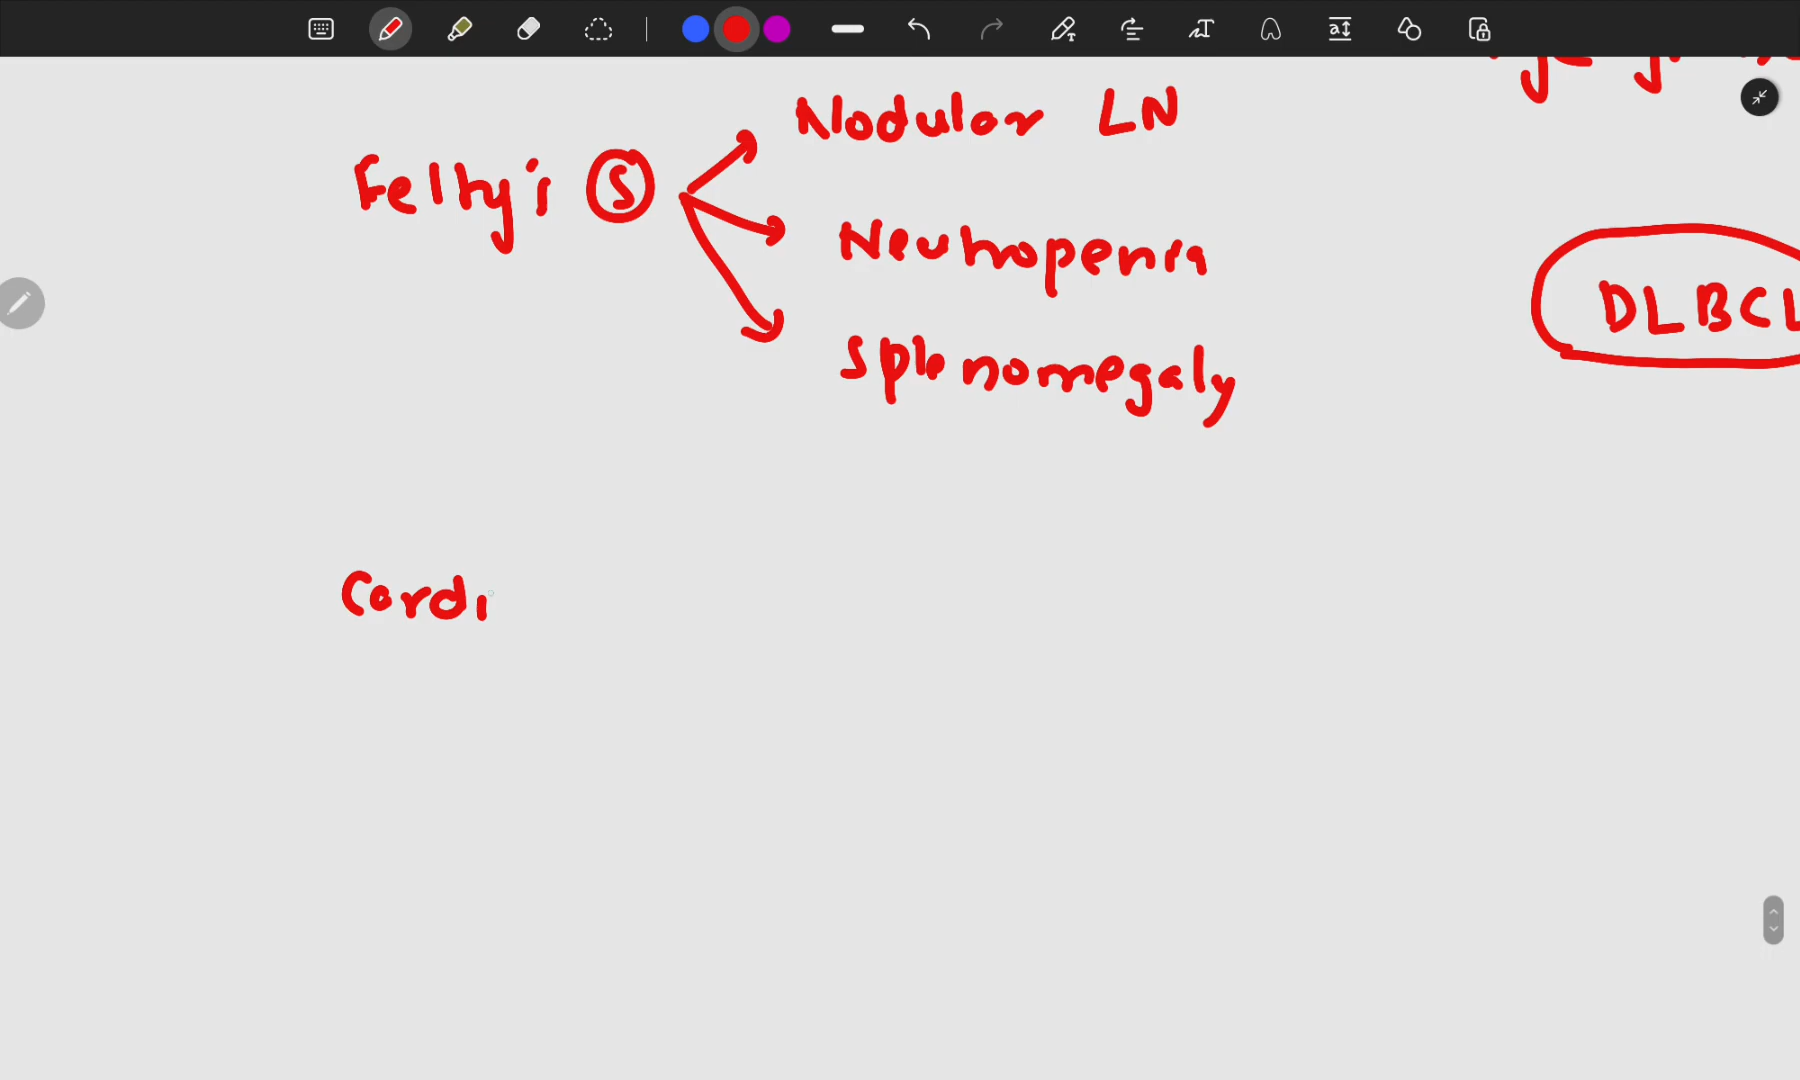 Nodular LN
Felty's Ⓢ
Neutropenia
DLBCL
Splenomegaly
Cardi